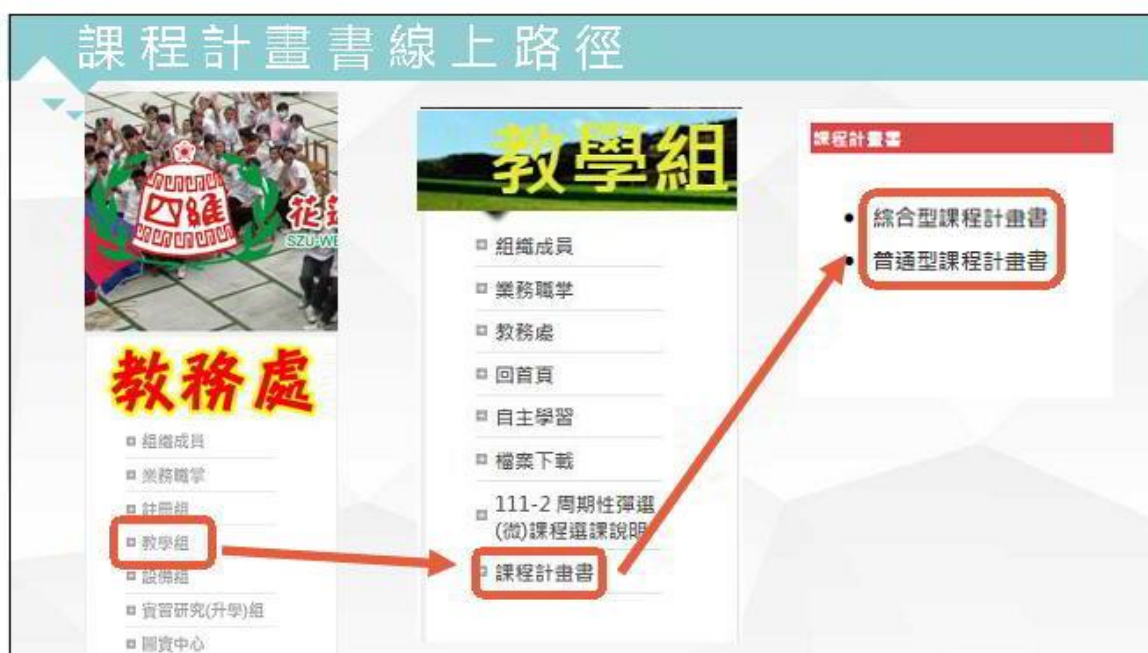 課程計畫書線上路徑
四維
花蓮
SZU-WE
教務處
組織成員
業務職掌
註冊組
教學組
設備組
實習研究(升學)組
圖資中心
教學組
組織成員
業務職掌
教務處
回首頁
自主學習
檔案下載
111-2 周期性彈選
(微)課程選課說明
課程計畫書
課程計畫書
綜合型課程計畫書
普通型課程計畫書